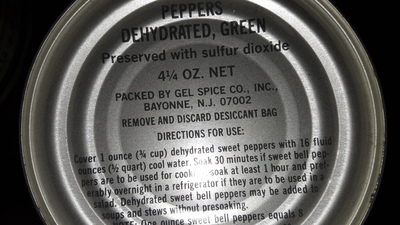 PEPPERS
DEHYDRATED, GREEN
Preserved with sulfur dioxide
4¼ OZ. NET
PACKED BY GEL SPICE CO., INC.,
BAYONNE, N.J. 07002
REMOVE AND DISCARD DESICCANT BAG
DIRECTIONS FOR USE:
Cover 1 ounce (¾ cup) dehydrated sweet peppers with 16 fluid
ounces (½ quart) cool water. Soak 30 minutes if sweet bell pep-
pers are to be used for soak at least 1 hour and pref-
erably overnight in a refrigerator if they are to be used in a
salad. Dehydrated sweet bell peppers may be added to
soups and stews without presoaking.
NOTE: One ounce sweet bell peppers equals 8